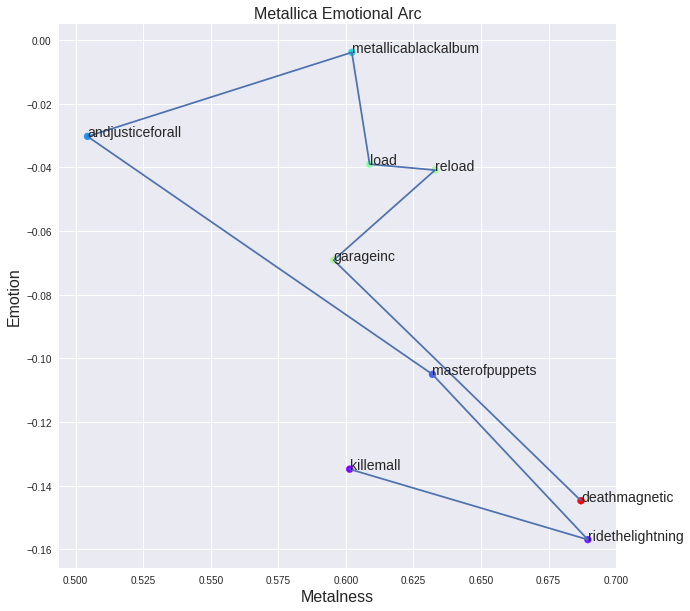 Metallica Emotional Arc
0.00
metallicablackalbum
−0.02
andjusticeforall
−0.04
load
reload
−0.06
garageinc
−0.08
Emotion
−0.10
masterofpuppets
−0.12
killemall
−0.14
deathmagnetic
ridethelightning
−0.16
0.500 0.525 0.550 0.575 0.600 0.625 0.650 0.675 0.700
Metalness